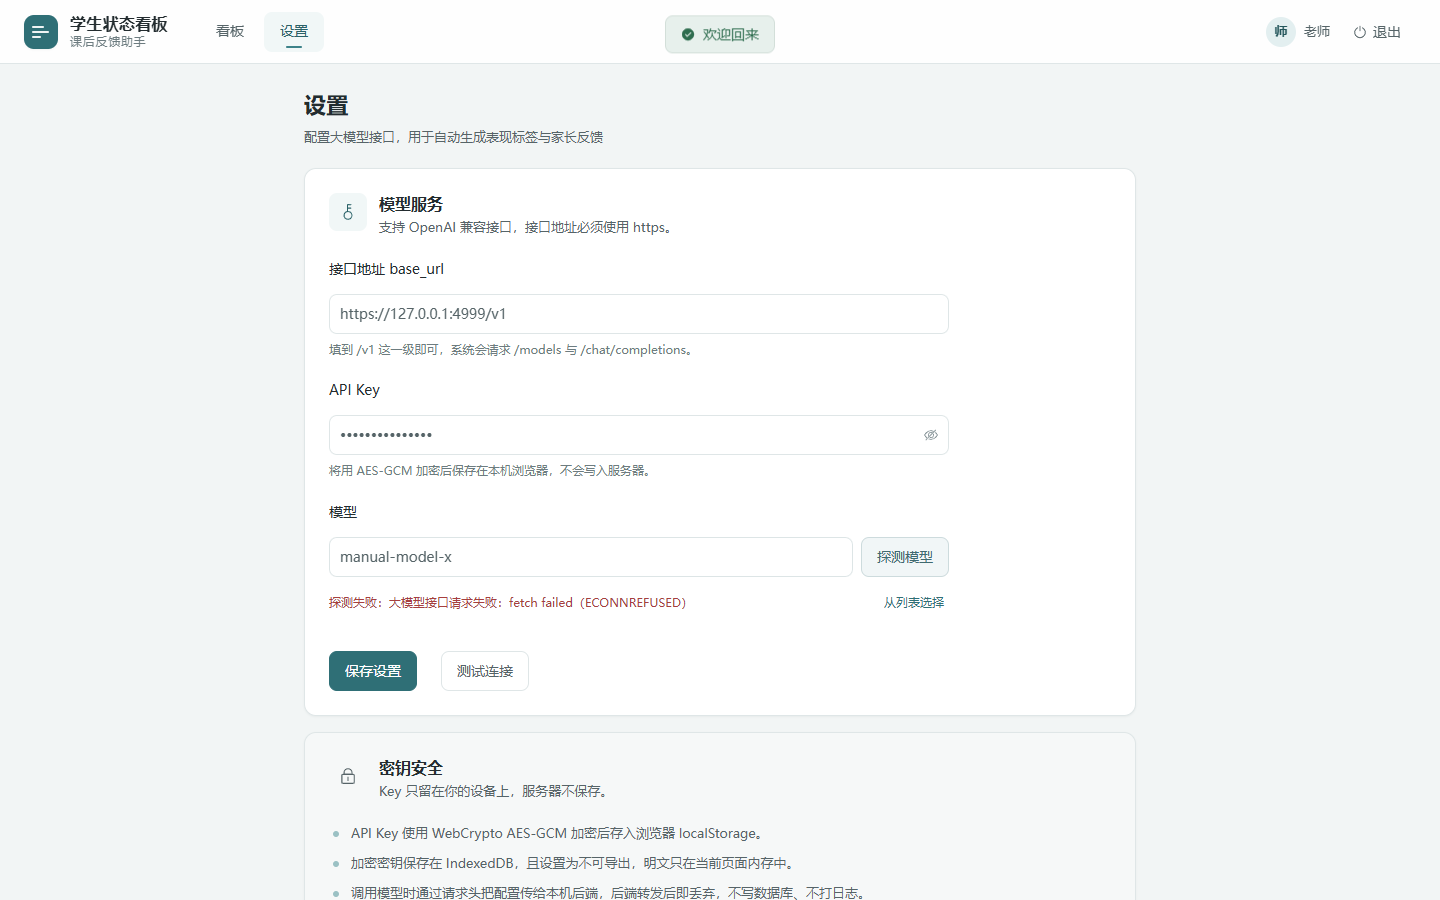 学生状态看板
课后反馈助手
看板
设置
欢迎回来
师
老师
退出
设置
配置大模型接口，用于自动生成表现标签与家长反馈
模型服务
支持 OpenAI 兼容接口，接口地址必须使用 https。
接口地址 base_url
https://127.0.0.1:4999/v1
填到 /v1 这一级即可，系统会请求 /models 与 /chat/completions。
API Key
•••••••••••••••
将用 AES-GCM 加密后保存在本机浏览器，不会写入服务器。
模型
manual-model-x
探测模型
探测失败：大模型接口请求失败：fetch failed（ECONNREFUSED）
从列表选择
保存设置
测试连接
密钥安全
Key 只留在你的设备上，服务器不保存。
API Key 使用 WebCrypto AES-GCM 加密后存入浏览器 localStorage。
加密密钥保存在 IndexedDB，且设置为不可导出，明文只在当前页面内存中。
调用模型时通过请求头把配置传给本机后端，后端转发后即丢弃，不写数据库、不打日志。